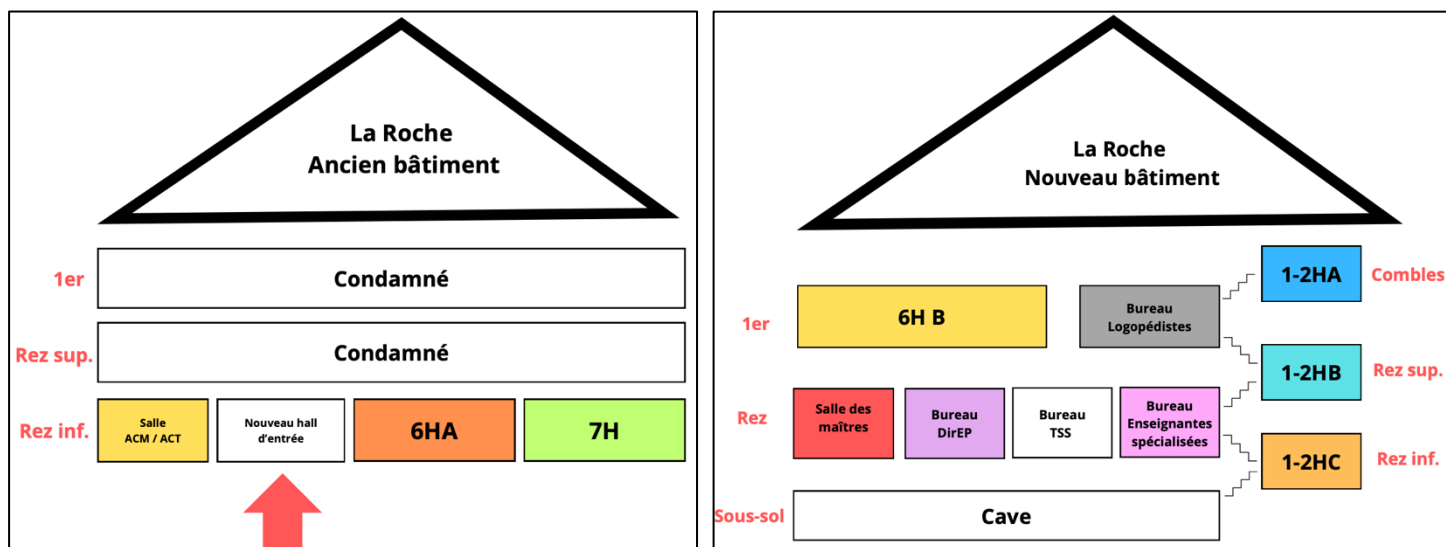 La Roche
Ancien bâtiment
1er
Condamné
Rez sup.
Condamné
Rez inf.
Salle
ACM / ACT
Nouveau hall
d'entrée
6HA
7H
La Roche
Nouveau bâtiment
1-2HA
Combles
1er
6H B
Bureau
Logopédistes
1-2HB
Rez sup.
Rez
Salle des
maîtres
Bureau
DirEP
Bureau
TSS
Bureau
Enseignantes
spécialisées
1-2HC
Rez inf.
Sous-sol
Cave